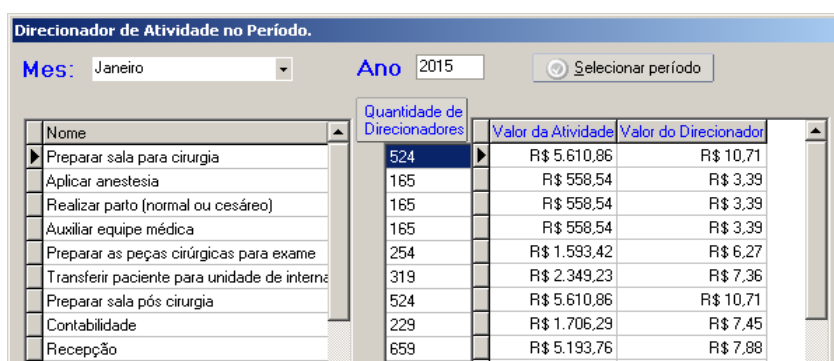 Direcionador de Atividade no Período.
Mes: Janeiro Ano 2015 Selecionar período
Quantidade de Direcionadores
Nome Valor da Atividade Valor do Direcionador
Preparar sala para cirurgia 524 R$ 5.610,86 R$ 10,71
Aplicar anestesia 165 R$ 558,54 R$ 3,39
Realizar parto (normal ou cesáreo) 165 R$ 558,54 R$ 3,39
Auxiliar equipe médica 165 R$ 558,54 R$ 3,39
Preparar as peças cirúrgicas para exame 254 R$ 1.593,42 R$ 6,27
Transferir paciente para unidade de interna 319 R$ 2.349,23 R$ 7,36
Preparar sala pós cirurgia 524 R$ 5.610,86 R$ 10,71
Contabilidade 229 R$ 1.706,29 R$ 7,45
Recepção 659 R$ 5.193,76 R$ 7,88